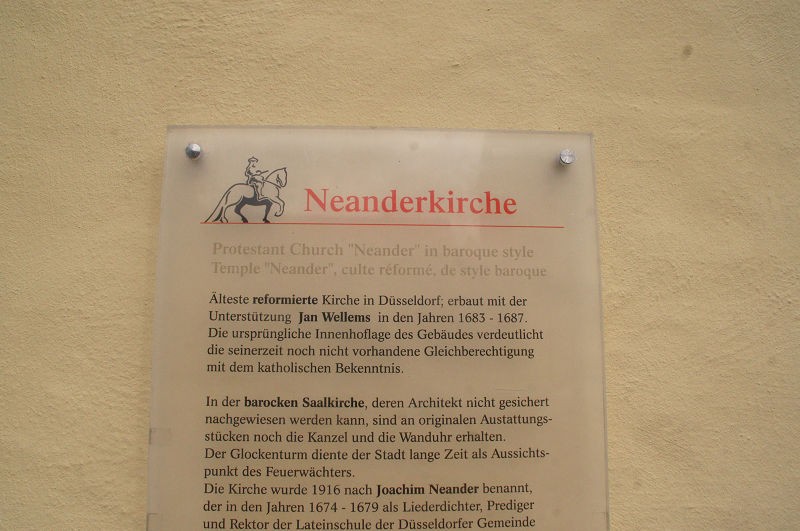 Neanderkirche
Protestant Church "Neander" in baroque style
Temple "Neander", culte réformé, de style baroque
Älteste reformierte Kirche in Düsseldorf; erbaut mit der
Unterstützung Jan Wellems in den Jahren 1683 - 1687.
Die ursprüngliche Innenhoflage des Gebäudes verdeutlicht
die seinerzeit noch nicht vorhandene Gleichberechtigung
mit dem katholischen Bekenntnis.
In der barocken Saalkirche, deren Architekt nicht gesichert
nachgewiesen werden kann, sind an originalen Austattungs-
stücken noch die Kanzel und die Wanduhr erhalten.
Der Glockenturm diente der Stadt lange Zeit als Aussichts-
punkt des Feuerwächters.
Die Kirche wurde 1916 nach Joachim Neander benannt,
der in den Jahren 1674 - 1679 als Liederdichter, Prediger
und Rektor der Lateinschule der Düsseldorfer Gemeinde